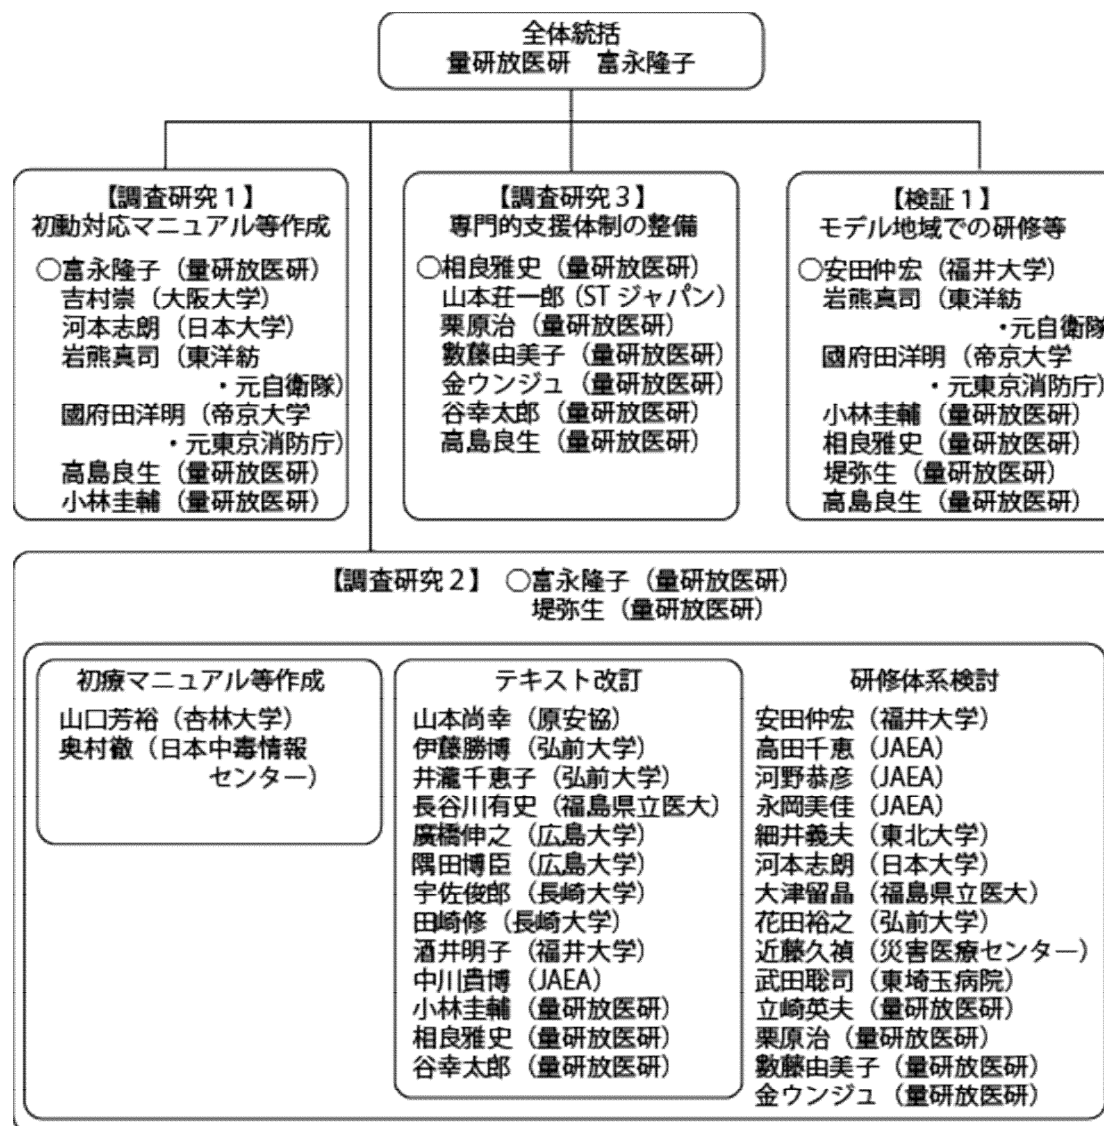 全体統括
量研放医研　富永隆子
【調査研究1】
初動対応マニュアル等作成
○富永隆子（量研放医研）
吉村崇（大阪大学）
河本志朗（日本大学）
岩熊真司（東洋紡
・元自衛隊）
國府田洋明（帝京大学
・元東京消防庁）
高島良生（量研放医研）
小林圭輔（量研放医研）
【調査研究3】
専門的支援体制の整備
○相良雅史（量研放医研）
山本荘一郎（STジャパン）
栗原治（量研放医研）
數藤由美子（量研放医研）
金ウンジュ（量研放医研）
谷幸太郎（量研放医研）
高島良生（量研放医研）
【検証1】
モデル地域での研修等
○安田仲宏（福井大学）
岩熊真司（東洋紡
・元自衛隊
國府田洋明（帝京大学
・元東京消防庁）
小林圭輔（量研放医研）
相良雅史（量研放医研）
堤弥生（量研放医研）
高島良生（量研放医研）
【調査研究2】　○富永隆子（量研放医研）
堤弥生（量研放医研）
初療マニュアル等作成
山口芳裕（杏林大学）
奥村徹（日本中毒情報
センター）
テキスト改訂
山本尚幸（原安協）
伊藤勝博（弘前大学）
井瀧千恵子（弘前大学）
長谷川有史（福島県立医大）
廣橋伸之（広島大学）
隅田博臣（広島大学）
宇佐俊郎（長崎大学）
田崎修（長崎大学）
酒井明子（福井大学）
中川貴博（JAEA）
小林圭輔（量研放医研）
相良雅史（量研放医研）
谷幸太郎（量研放医研）
研修体系検討
安田仲宏（福井大学）
高田千恵（JAEA）
河野恭彦（JAEA）
永岡美佳（JAEA）
細井義夫（東北大学）
河本志朗（日本大学）
大津留晶（福島県立医大）
花田裕之（弘前大学）
近藤久禎（災害医療センター）
武田聡司（東埼玉病院）
立崎英夫（量研放医研）
栗原治（量研放医研）
數藤由美子（量研放医研）
金ウンジュ（量研放医研）